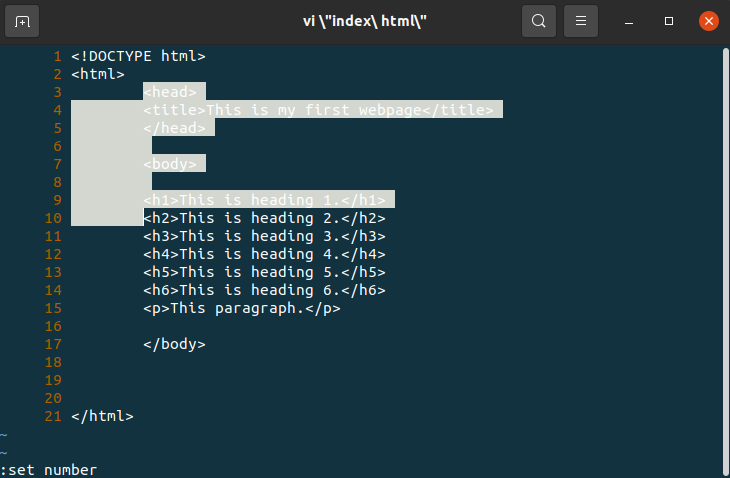 vi \"index\ html\"
1 <!DOCTYPE html>
2 <html>
3 <head>
4 <title>This is my first webpage</title>
5 </head>
6
7 <body>
8
9 <h1>This is heading 1.</h1>
10 <h2>This is heading 2.</h2>
11 <h3>This is heading 3.</h3>
12 <h4>This is heading 4.</h4>
13 <h5>This is heading 5.</h5>
14 <h6>This is heading 6.</h6>
15 <p>This paragraph.</p>
16
17 </body>
18
19
20
21 </html>
~
~
:set number